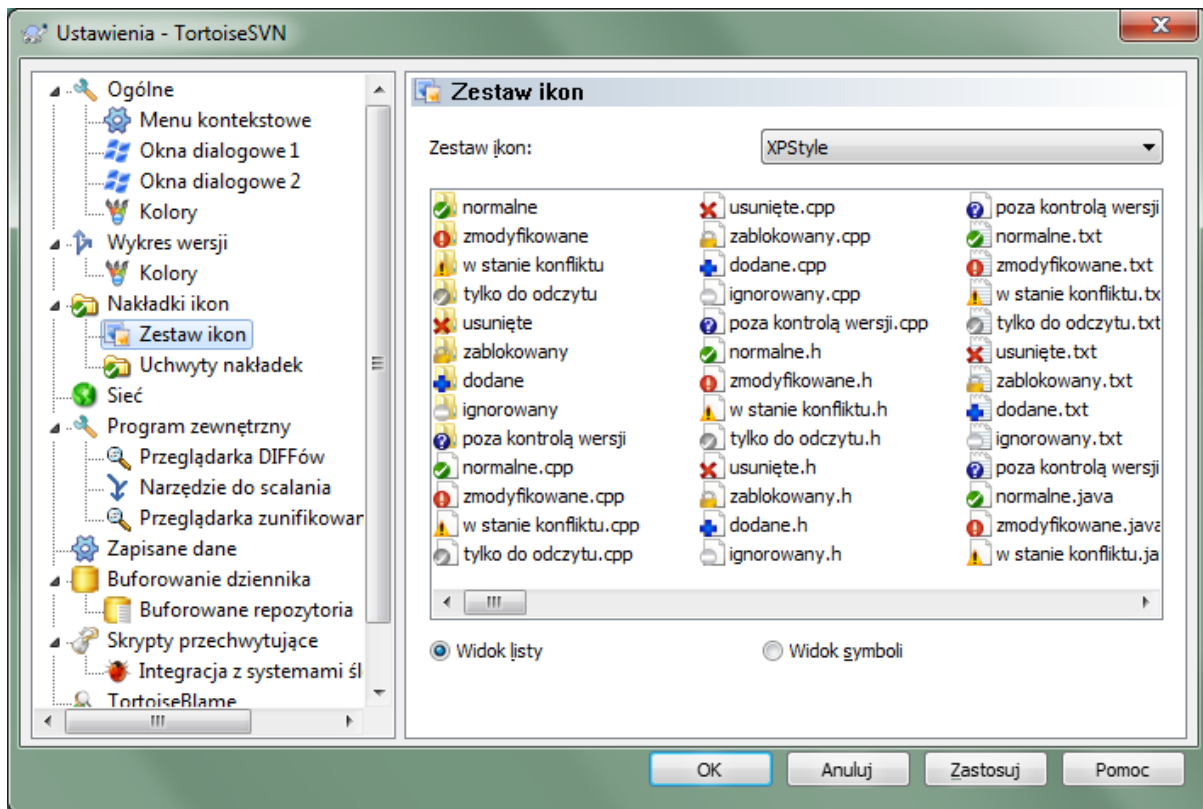 Ustawienia - TortoiseSVN
Ogólne
Menu kontekstowe
Okna dialogowe 1
Okna dialogowe 2
Kolory
Wykres wersji
Kolory
Nakładki ikon
Zestaw ikon
Uchwyty nakładek
Sieć
Program zewnętrzny
Przeglądarka DIFFów
Narzędzie do scalania
Przeglądarka zunifikowar
Zapisane dane
Buforowanie dziennika
Buforowane repozytoria
Skrypty przechwytujące
Integracja z systemami śl
TortoiseBlame
Zestaw ikon
Zestaw ikon:
XPStyle
normalne
zmodyfikowane
w stanie konfliktu
tylko do odczytu
usunięte
zablokowany
dodane
ignorowany
poza kontrolą wersji
normalne.cpp
zmodyfikowane.cpp
w stanie konfliktu.cpp
tylko do odczytu.cpp
usunięte.cpp
zablokowany.cpp
dodane.cpp
ignorowany.cpp
poza kontrolą wersji.cpp
normalne.h
zmodyfikowane.h
w stanie konfliktu.h
tylko do odczytu.h
usunięte.h
zablokowany.h
dodane.h
ignorowany.h
poza kontrolą wersji
normalne.txt
zmodyfikowane.txt
w stanie konfliktu.tx
tylko do odczytu.txt
usunięte.txt
zablokowany.txt
dodane.txt
ignorowany.txt
poza kontrolą wersji
normalne.java
zmodyfikowane.java
w stanie konfliktu.ja
Widok listy
Widok symboli
OK
Anuluj
Zastosuj
Pomoc